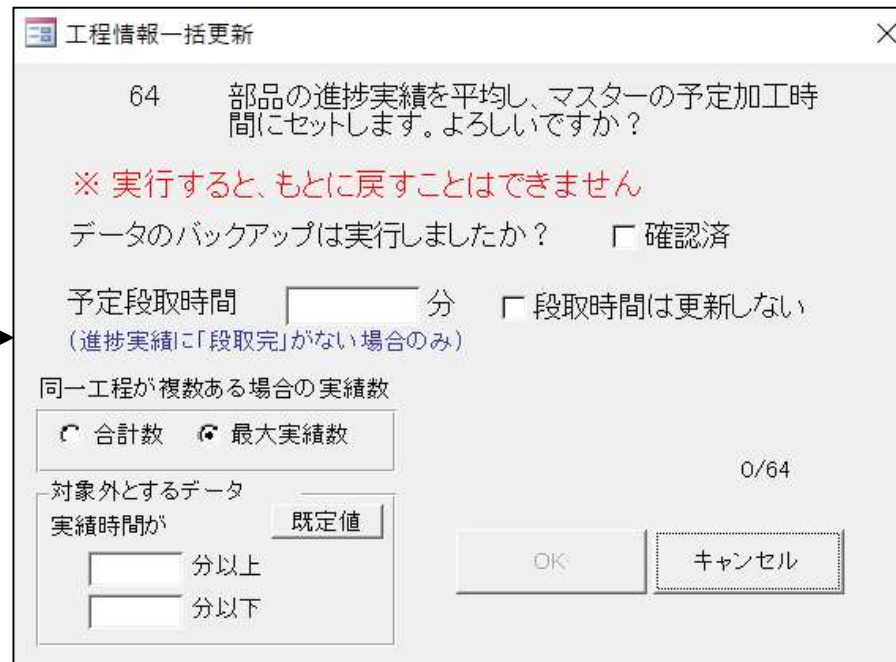 工程情報一括更新
64 部品の進捗実績を平均し、マスターの予定加工時
間にセットします。よろしいですか？
※ 実行すると、もとに戻すことはできません
データのバックアップは実行しましたか？ 確認済
予定段取時間 分 段取時間は更新しない
(進捗実績に「段取完」がない場合のみ)
同一工程が複数ある場合の実績数
合計数 最大実績数
0/64
対象外とするデータ
実績時間が 既定値
分以上
分以下
OK キャンセル